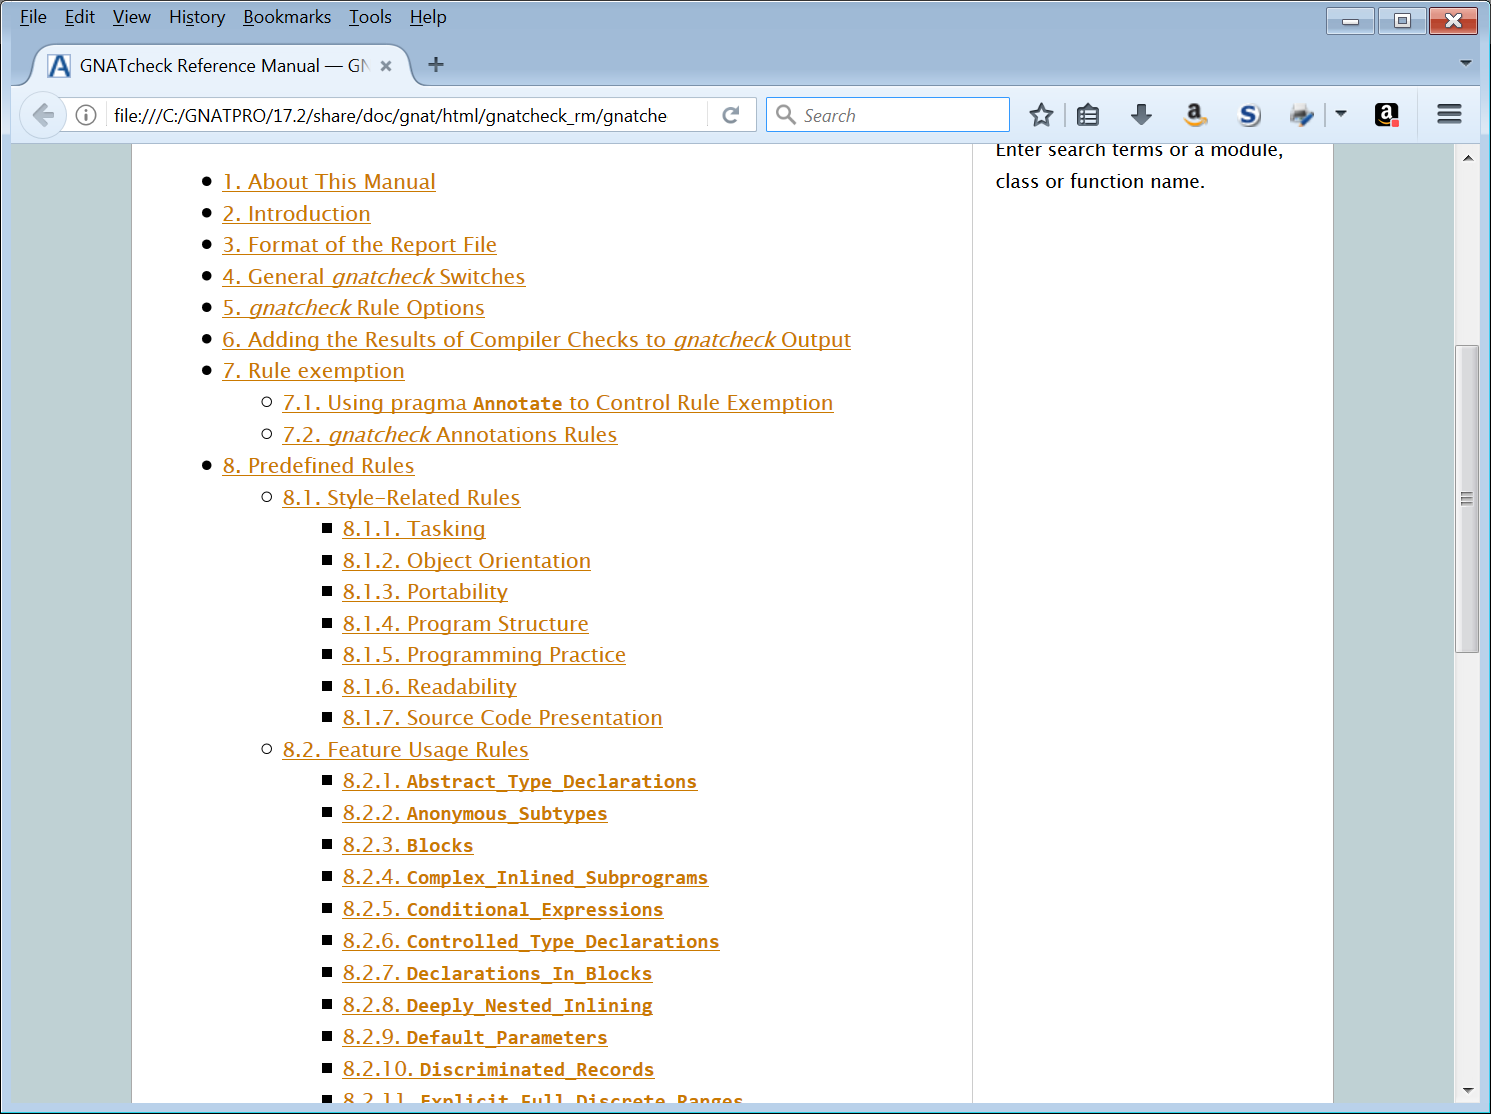 File Edit View History Bookmarks Tools Help
GNATcheck Reference Manual — GN
file:///C:/GNATPRO/17.2/share/doc/gnat/html/gnatcheck_rm/gnatche
Search
Enter search terms or a module,
class or function name.
1. About This Manual
2. Introduction
3. Format of the Report File
4. General gnatcheck Switches
5. gnatcheck Rule Options
6. Adding the Results of Compiler Checks to gnatcheck Output
7. Rule exemption
7.1. Using pragma Annotate to Control Rule Exemption
7.2. gnatcheck Annotations Rules
8. Predefined Rules
8.1. Style-Related Rules
8.1.1. Tasking
8.1.2. Object Orientation
8.1.3. Portability
8.1.4. Program Structure
8.1.5. Programming Practice
8.1.6. Readability
8.1.7. Source Code Presentation
8.2. Feature Usage Rules
8.2.1. Abstract_Type_Declarations
8.2.2. Anonymous_Subtypes
8.2.3. Blocks
8.2.4. Complex_Inlined_Subprograms
8.2.5. Conditional_Expressions
8.2.6. Controlled_Type_Declarations
8.2.7. Declarations_In_Blocks
8.2.8. Deeply_Nested_Inlining
8.2.9. Default_Parameters
8.2.10. Discriminated_Records
8.2.11. Explicit_Full_Discrete_Ranges